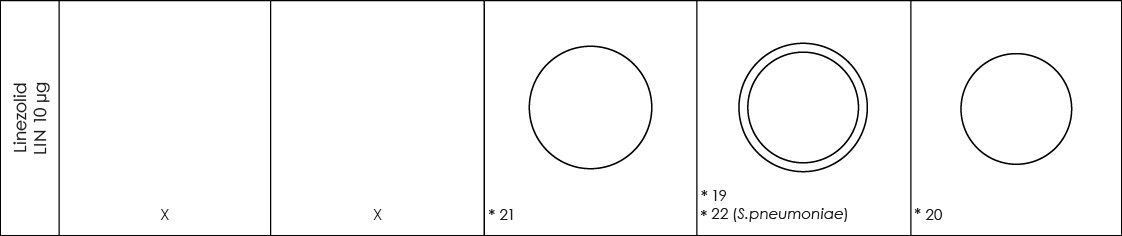 Linezolid
LIN 10 µg
X
X
* 21
* 19
* 22 (S.pneumoniae)
* 20